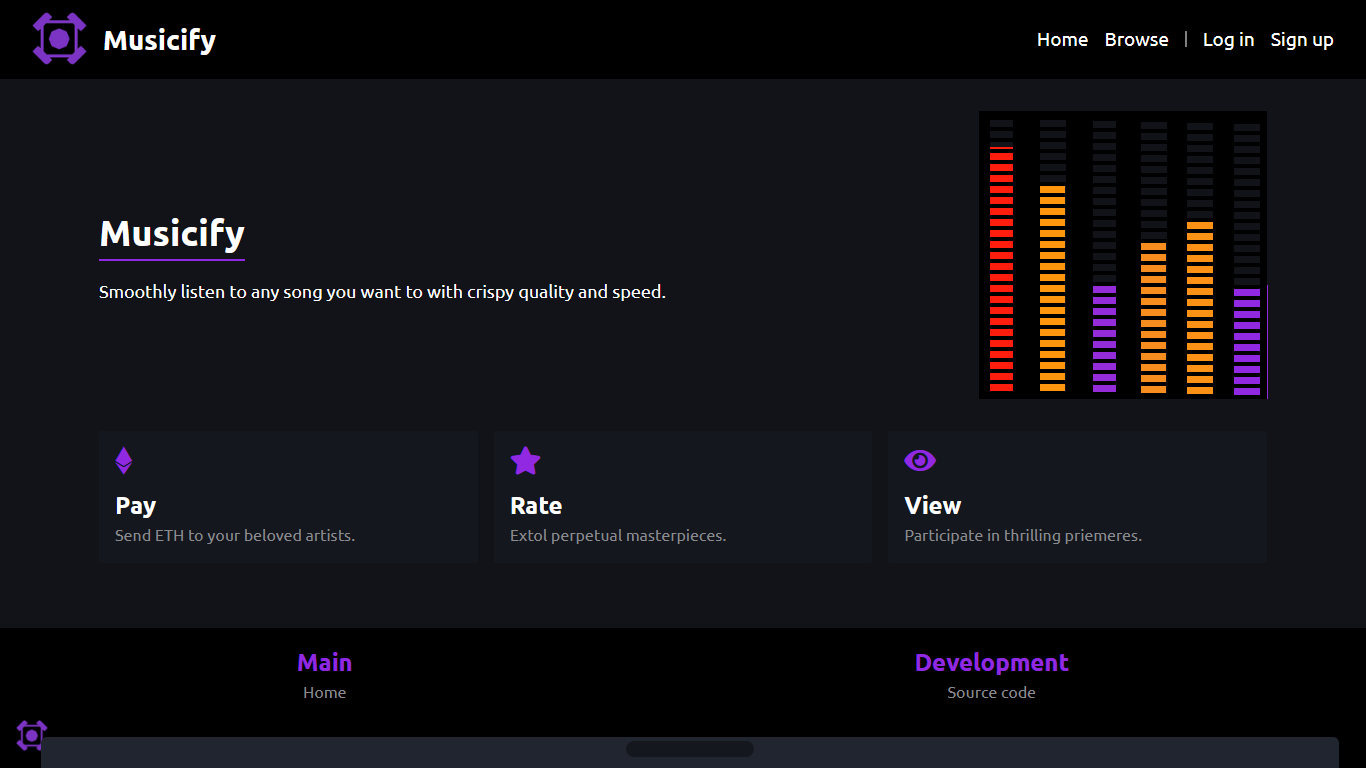 Musicify
Home Browse | Log in Sign up
Musicify
Smoothly listen to any song you want to with crispy quality and speed.
Pay
Send ETH to your beloved artists.
Rate
Extol perpetual masterpieces.
View
Participate in thrilling priemeres.
Main
Home
Development
Source code